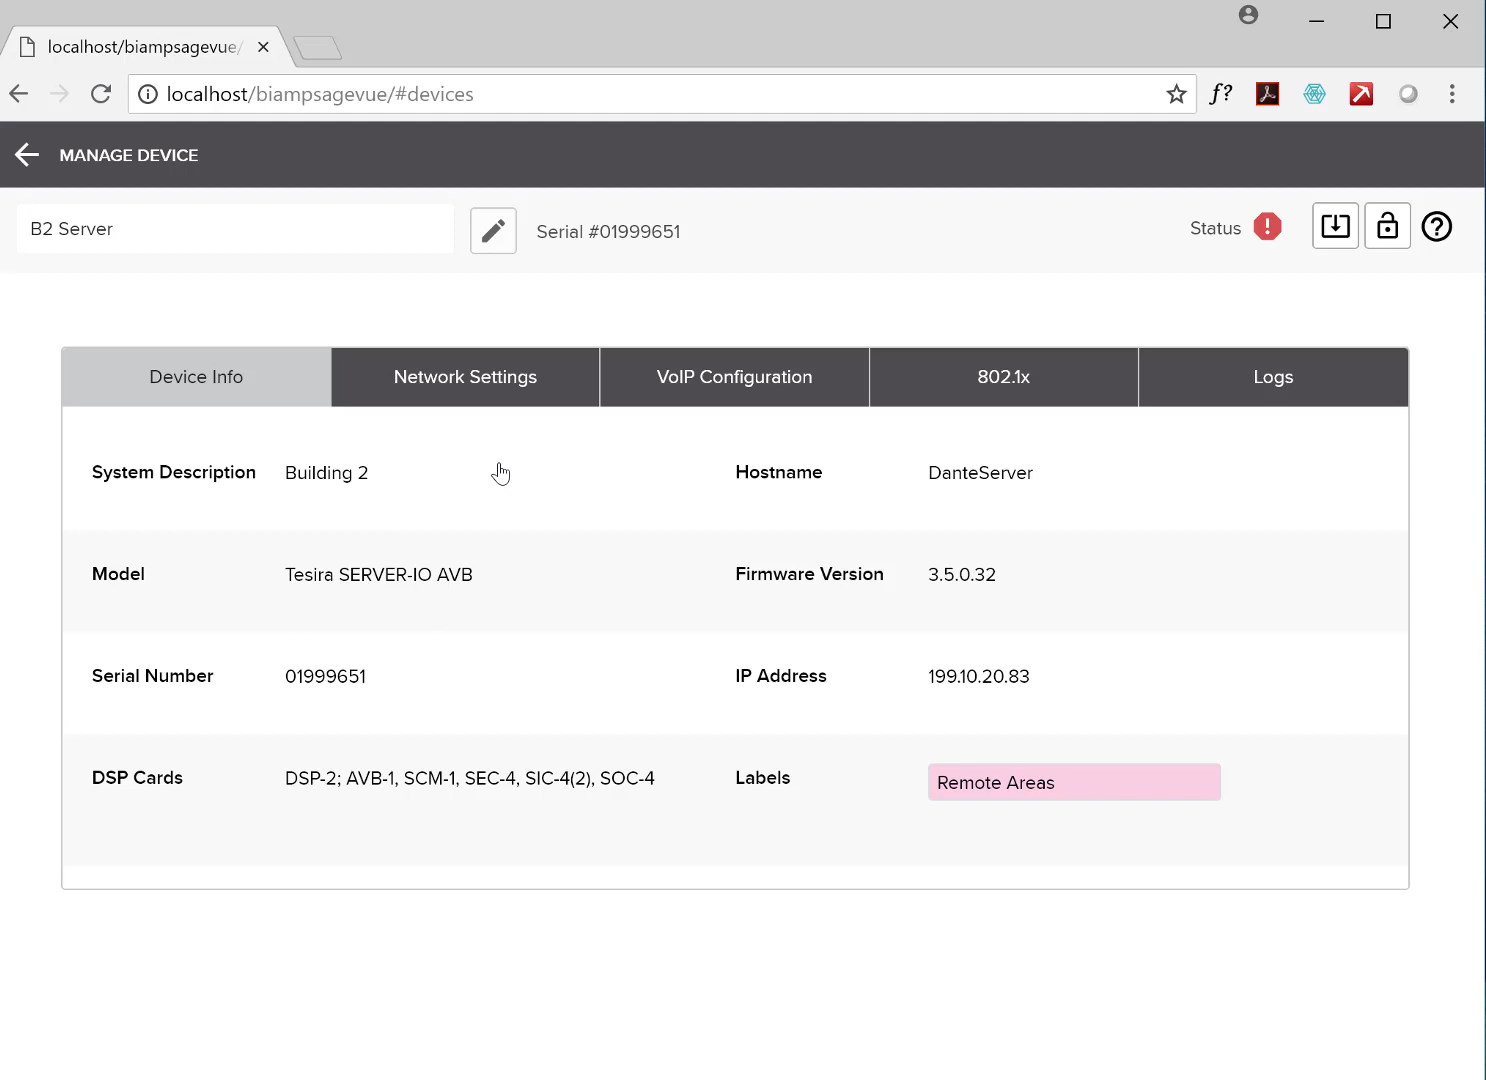 localhost/biampsagevue/
localhost/biampsagevue/#devices
f?
MANAGE DEVICE
B2 Server
Serial #01999651
Status
Device Info
Network Settings
VoIP Configuration
802.1x
Logs
System Description
Building 2
Hostname
DanteServer
Model
Tesira SERVER-IO AVB
Firmware Version
3.5.0.32
Serial Number
01999651
IP Address
199.10.20.83
DSP Cards
DSP-2; AVB-1, SCM-1, SEC-4, SIC-4(2), SOC-4
Labels
Remote Areas